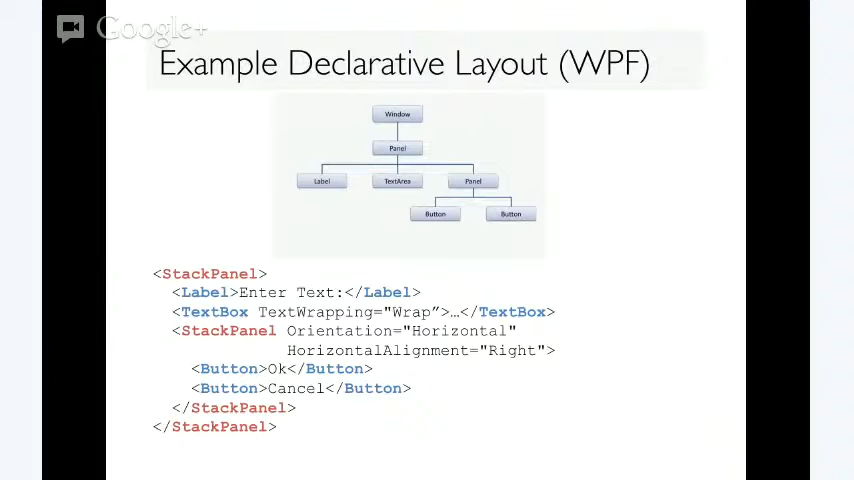 Google+
Example Declarative Layout (WPF)
Window
Panel
Label TextArea Panel
Button Button
<StackPanel>
<Label>Enter Text:</Label>
<TextBox TextWrapping="Wrap”>…</TextBox>
<StackPanel Orientation="Horizontal"
HorizontalAlignment="Right">
<Button>Ok</Button>
<Button>Cancel</Button>
</StackPanel>
</StackPanel>